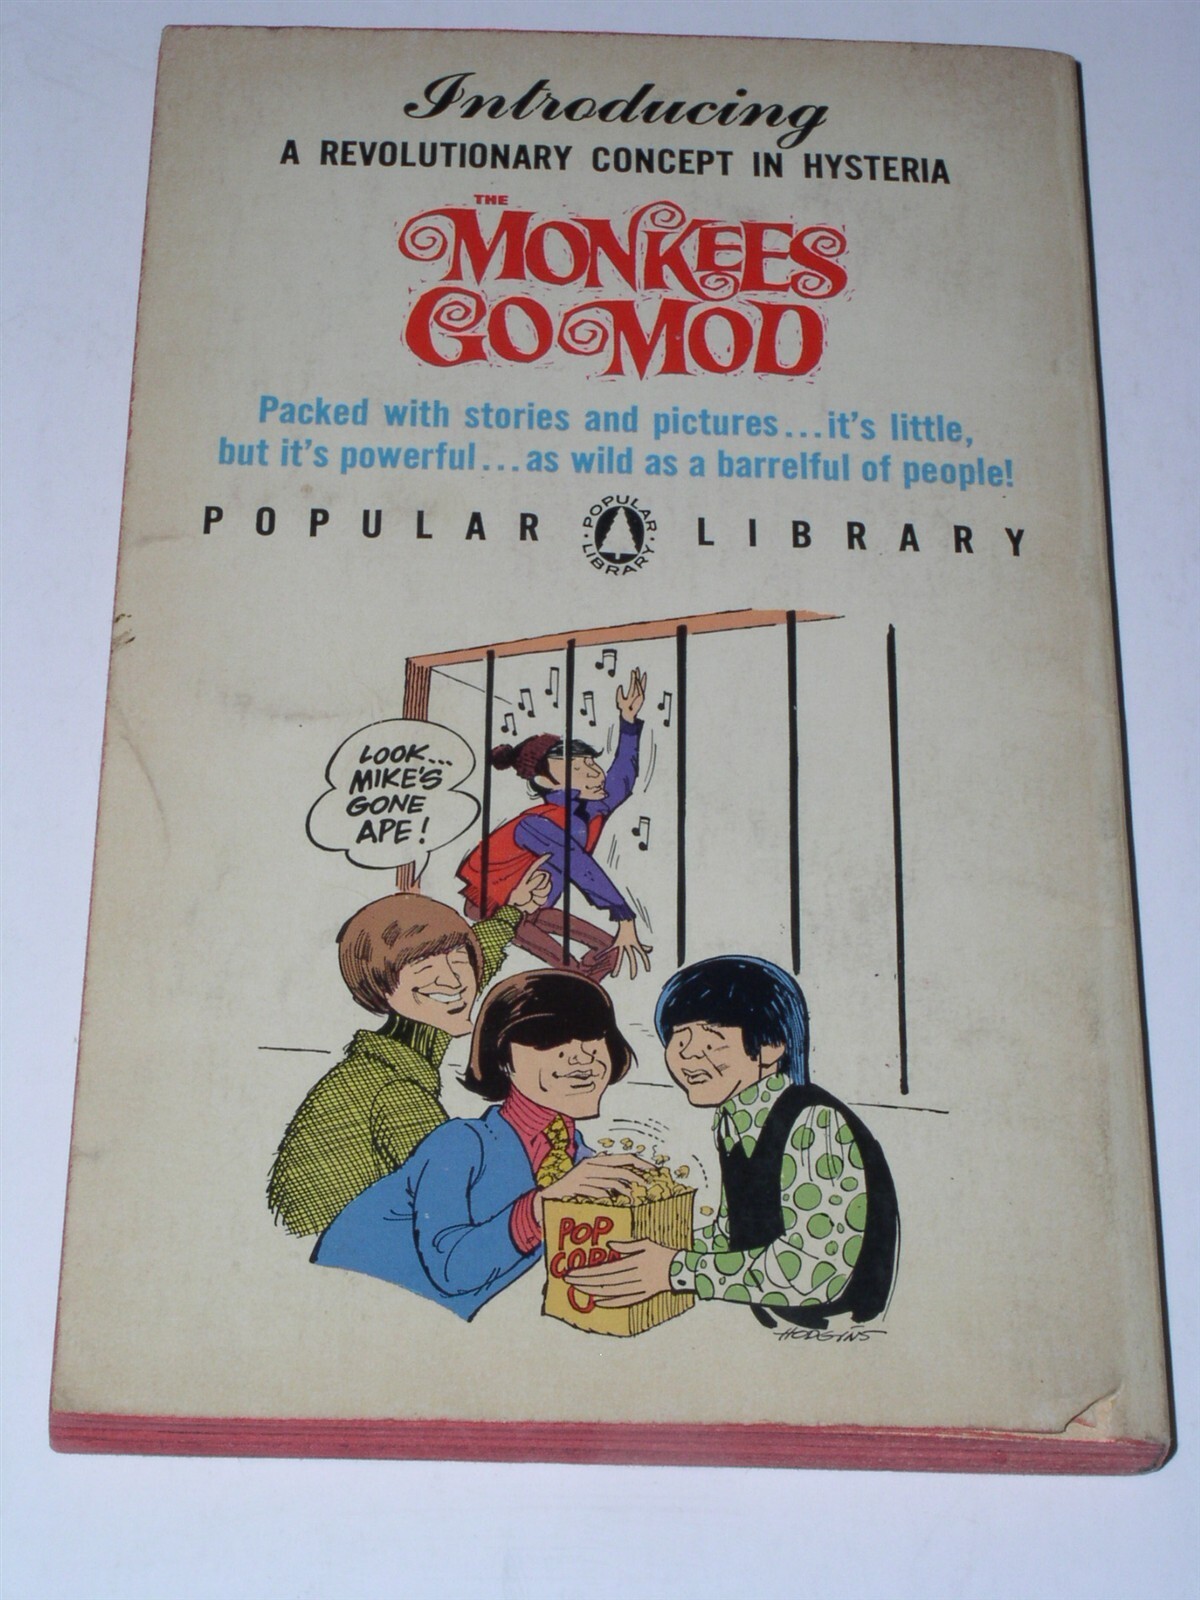 Introducing
A REVOLUTIONARY CONCEPT IN HYSTERIA
THE
MONKEES
GO MOD
Packed with stories and pictures...it's little,
but it's powerful...as wild as a barrelful of people!
POPULAR LIBRARY
POPULAR LIBRARY
LOOK...
MIKE'S
GONE
APE!
POP
CORN
HODGINS